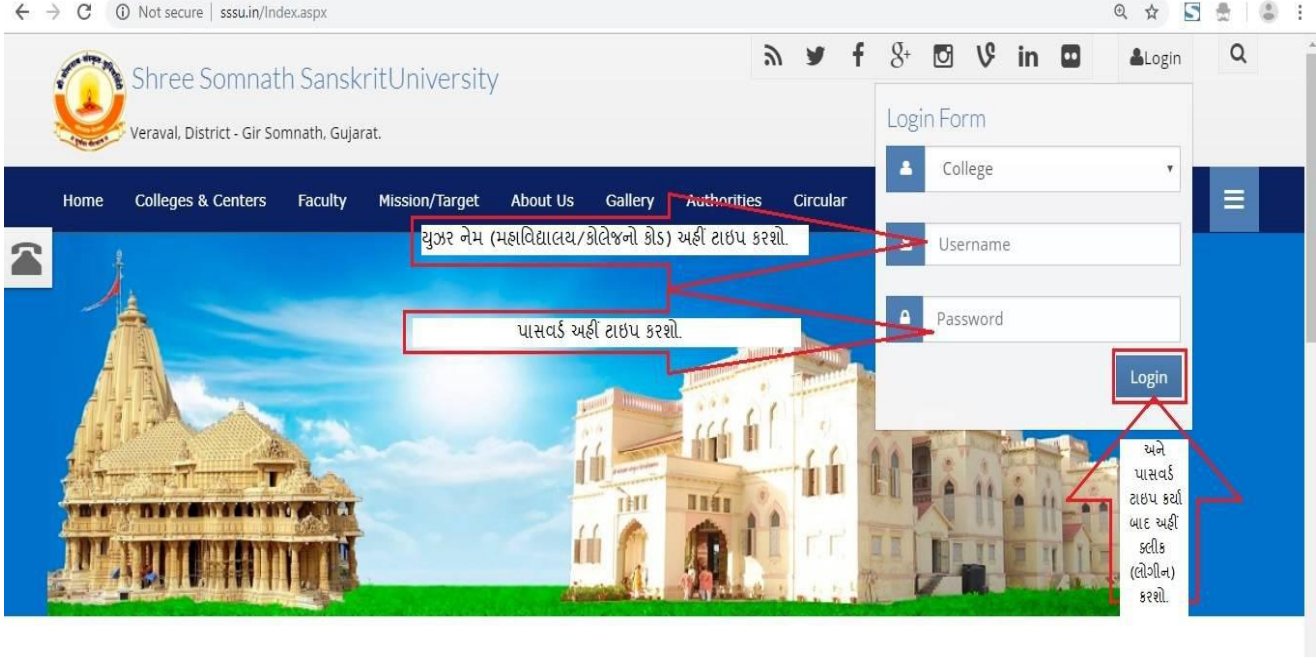 Not secure | sssu.in/Index.aspx
Shree Somnath SanskritUniversity
Veraval, District - Gir Somnath, Gujarat.
Login
Login Form
College
Home Colleges & Centers Faculty Mission/Target About Us Gallery Authorities Circular
યુઝર નેમ (મહાવિદ્યાલય/કોલેજનો કોડ) અહીં ટાઇપ કરશો.
Username
પાસવર્ડ અહીં ટાઇપ કરશો.
Password
Login
અને
પાસવર્ડ
ટાઇપ કર્યા
બાદ અહીં
ક્લીક
(લોગીન)
કરશો.